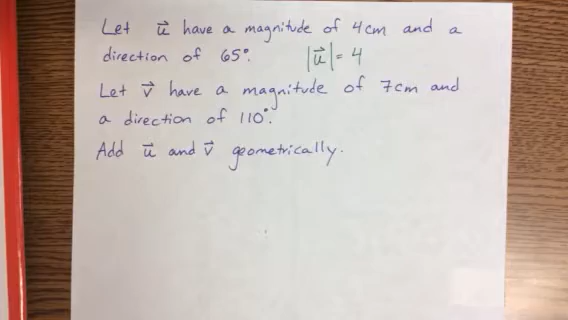 Let u⃗ have a magnitude of 4cm and a
direction of 65°. |u⃗| = 4
Let v⃗ have a magnitude of 7cm and
a direction of 110°.
Add u⃗ and v⃗ geometrically.